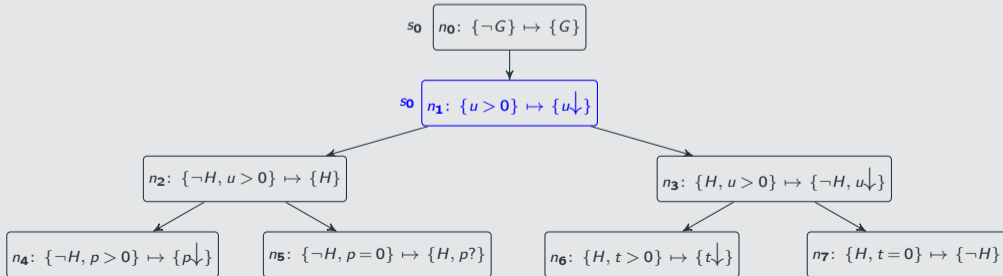 s₀ n₀: {¬G} ↦ {G}
s₀ n₁: {u > 0} ↦ {u↓}
n₂: {¬H, u > 0} ↦ {H} n₃: {H, u > 0} ↦ {¬H, u↓}
n₄: {¬H, p > 0} ↦ {p↓} n₅: {¬H, p = 0} ↦ {H, p?} n₆: {H, t > 0} ↦ {t↓} n₇: {H, t = 0} ↦ {¬H}